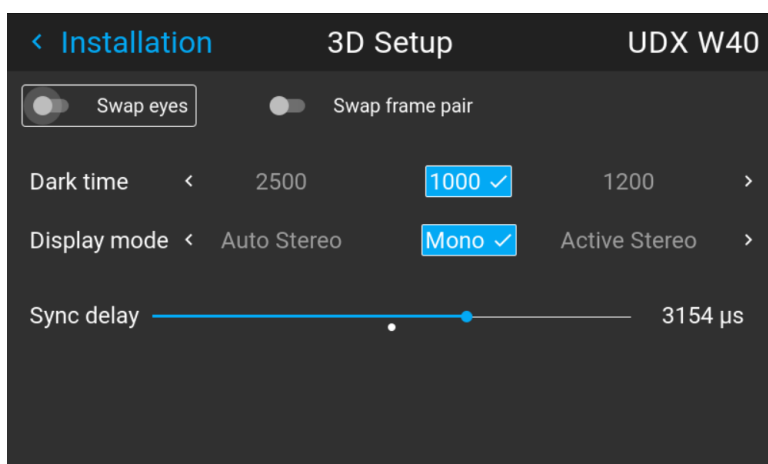 Installation 3D Setup UDX W40
Swap eyes Swap frame pair
Dark time 2500 1000 1200
Display mode Auto Stereo Mono Active Stereo
Sync delay 3154 µs